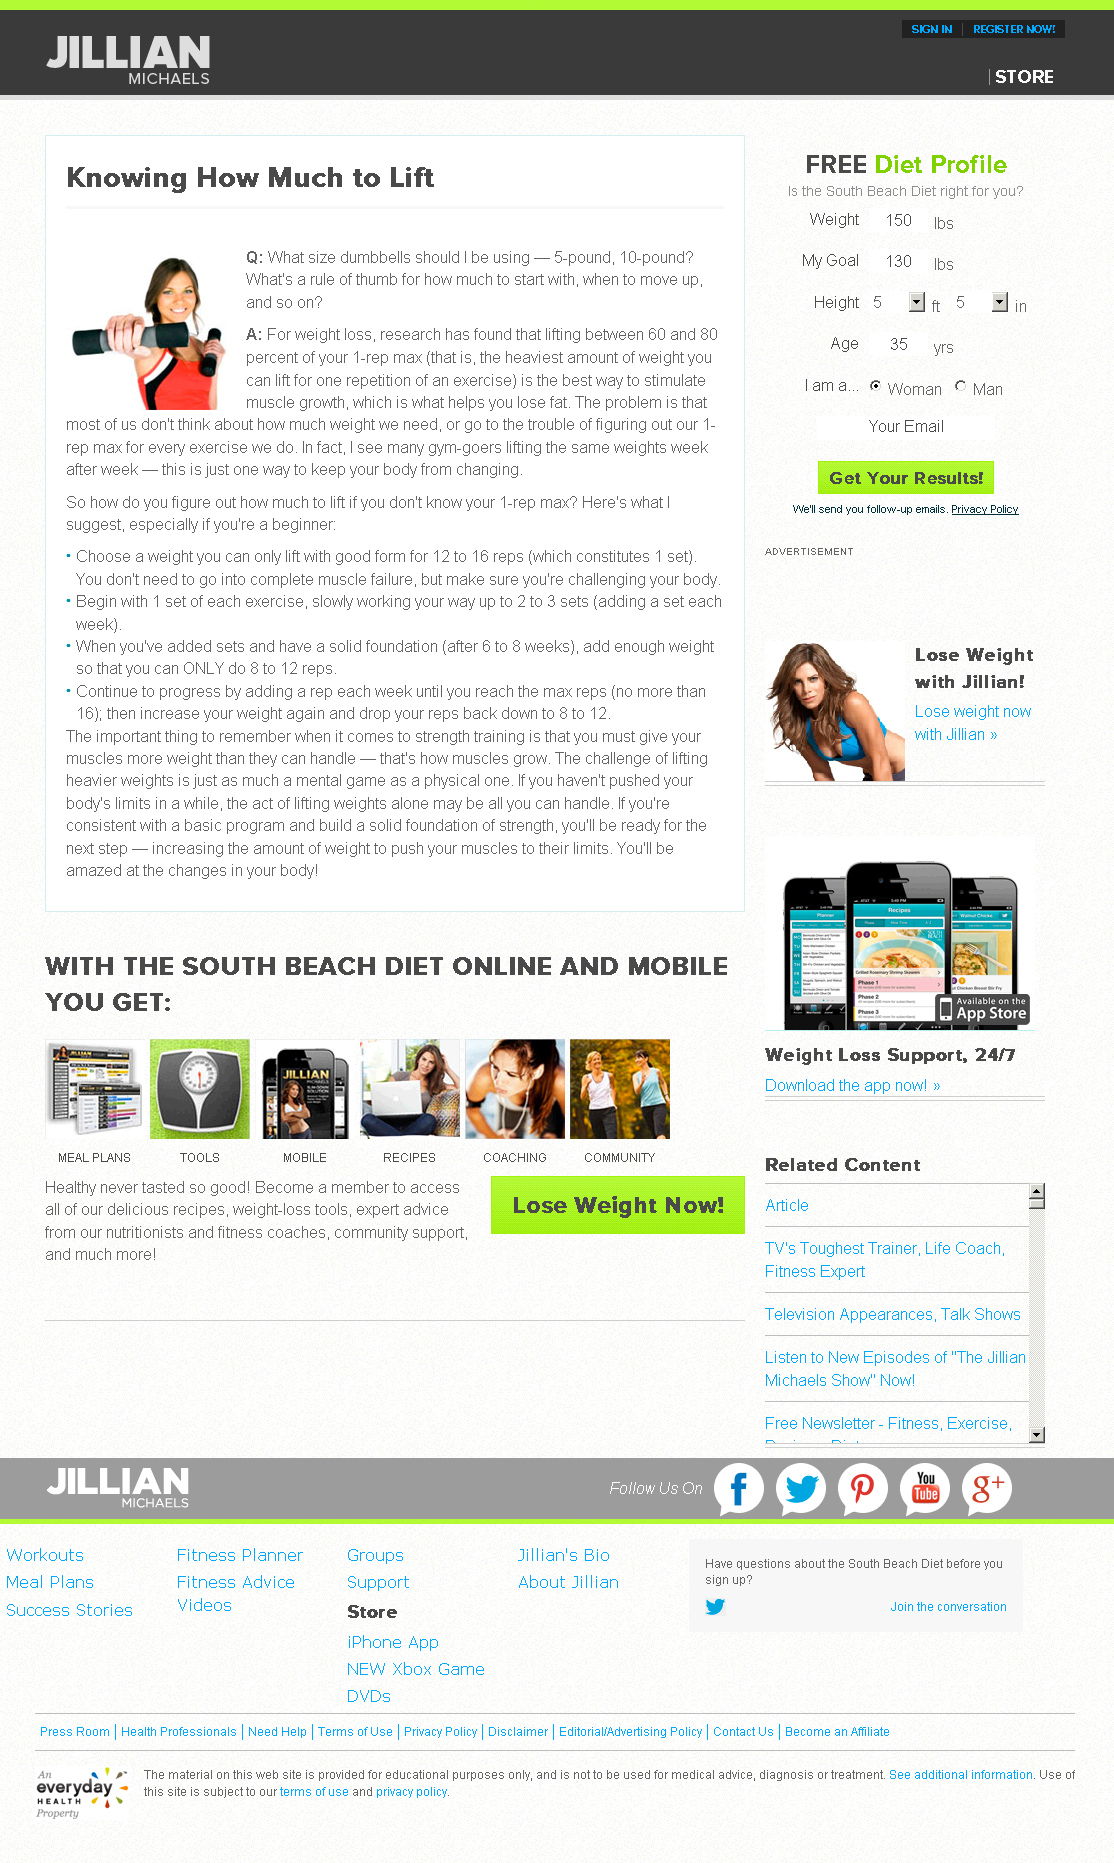 SIGN IN
REGISTER NOW!
JILLIAN
MICHAELS
STORE
Knowing How Much to Lift
Q: What size dumbbells should I be using — 5-pound, 10-pound?
What's a rule of thumb for how much to start with, when to move up,
and so on?
A: For weight loss, research has found that lifting between 60 and 80
percent of your 1-rep max (that is, the heaviest amount of weight you
can lift for one repetition of an exercise) is the best way to stimulate
muscle growth, which is what helps you lose fat. The problem is that
most of us don't think about how much weight we need, or go to the trouble of figuring out our 1-
rep max for every exercise we do. In fact, I see many gym-goers lifting the same weights week
after week — this is just one way to keep your body from changing.
So how do you figure out how much to lift if you don't know your 1-rep max? Here's what I
suggest, especially if you're a beginner:
• Choose a weight you can only lift with good form for 12 to 16 reps (which constitutes 1 set).
You don't need to go into complete muscle failure, but make sure you're challenging your body.
• Begin with 1 set of each exercise, slowly working your way up to 2 to 3 sets (adding a set each
week).
• When you've added sets and have a solid foundation (after 6 to 8 weeks), add enough weight
so that you can ONLY do 8 to 12 reps.
• Continue to progress by adding a rep each week until you reach the max reps (no more than
16); then increase your weight again and drop your reps back down to 8 to 12.
The important thing to remember when it comes to strength training is that you must give your
muscles more weight than they can handle — that's how muscles grow. The challenge of lifting
heavier weights is just as much a mental game as a physical one. If you haven't pushed your
body's limits in a while, the act of lifting weights alone may be all you can handle. If you're
consistent with a basic program and build a solid foundation of strength, you'll be ready for the
next step — increasing the amount of weight to push your muscles to their limits. You'll be
amazed at the changes in your body!
WITH THE SOUTH BEACH DIET ONLINE AND MOBILE
YOU GET:
JILLIAN
MICHAELS
MEAL PLANS
TOOLS
MOBILE
RECIPES
COACHING
COMMUNITY
Healthy never tasted so good! Become a member to access
all of our delicious recipes, weight-loss tools, expert advice
from our nutritionists and fitness coaches, community support,
and much more!
Lose Weight Now!
FREE Diet Profile
Is the South Beach Diet right for you?
Weight 150 lbs
My Goal 130 lbs
Height 5 ft 5 in
Age 35 yrs
I am a... Woman Man
Your Email
Get Your Results!
We'll send you follow-up emails. Privacy Policy
ADVERTISEMENT
Lose Weight
with Jillian!
Lose weight now
with Jillian »
Planner
Recipes
Phase 1
Phase 2
Phase 3
Available on the
App Store
Weight Loss Support, 24/7
Download the app now! »
Related Content
Article
TV's Toughest Trainer, Life Coach,
Fitness Expert
Television Appearances, Talk Shows
Listen to New Episodes of "The Jillian
Michaels Show" Now!
Free Newsletter - Fitness, Exercise,
JILLIAN
MICHAELS
Follow Us On
You
Tube
g+
Workouts
Meal Plans
Success Stories
Fitness Planner
Fitness Advice
Videos
Groups
Support
Store
iPhone App
NEW Xbox Game
DVDs
Jillian's Bio
About Jillian
Have questions about the South Beach Diet before you
sign up?
Join the conversation
Press Room | Health Professionals | Need Help | Terms of Use | Privacy Policy | Disclaimer | Editorial/Advertising Policy | Contact Us | Become an Affiliate
An
everyday
HEALTH
Property
The material on this web site is provided for educational purposes only, and is not to be used for medical advice, diagnosis or treatment. See additional information. Use of
this site is subject to our terms of use and privacy policy.